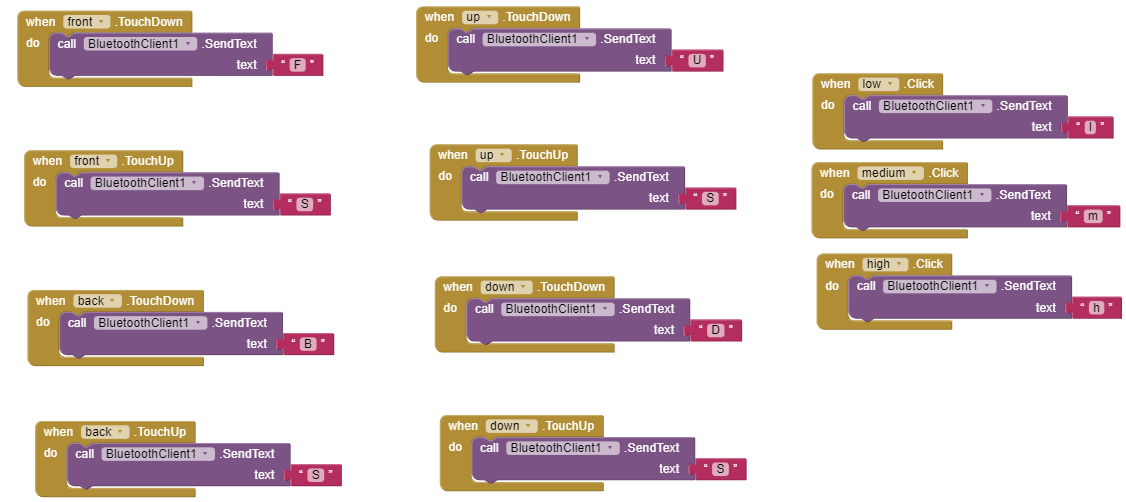 when front .TouchDown
do call BluetoothClient1 .SendText
text “ F ”
when front .TouchUp
do call BluetoothClient1 .SendText
text “ S ”
when back .TouchDown
do call BluetoothClient1 .SendText
text “ B ”
when back .TouchUp
do call BluetoothClient1 .SendText
text “ S ”
when up .TouchDown
do call BluetoothClient1 .SendText
text “ U ”
when up .TouchUp
do call BluetoothClient1 .SendText
text “ S ”
when down .TouchDown
do call BluetoothClient1 .SendText
text “ D ”
when down .TouchUp
do call BluetoothClient1 .SendText
text “ S ”
when low .Click
do call BluetoothClient1 .SendText
text “ l ”
when medium .Click
do call BluetoothClient1 .SendText
text “ m ”
when high .Click
do call BluetoothClient1 .SendText
text “ h ”